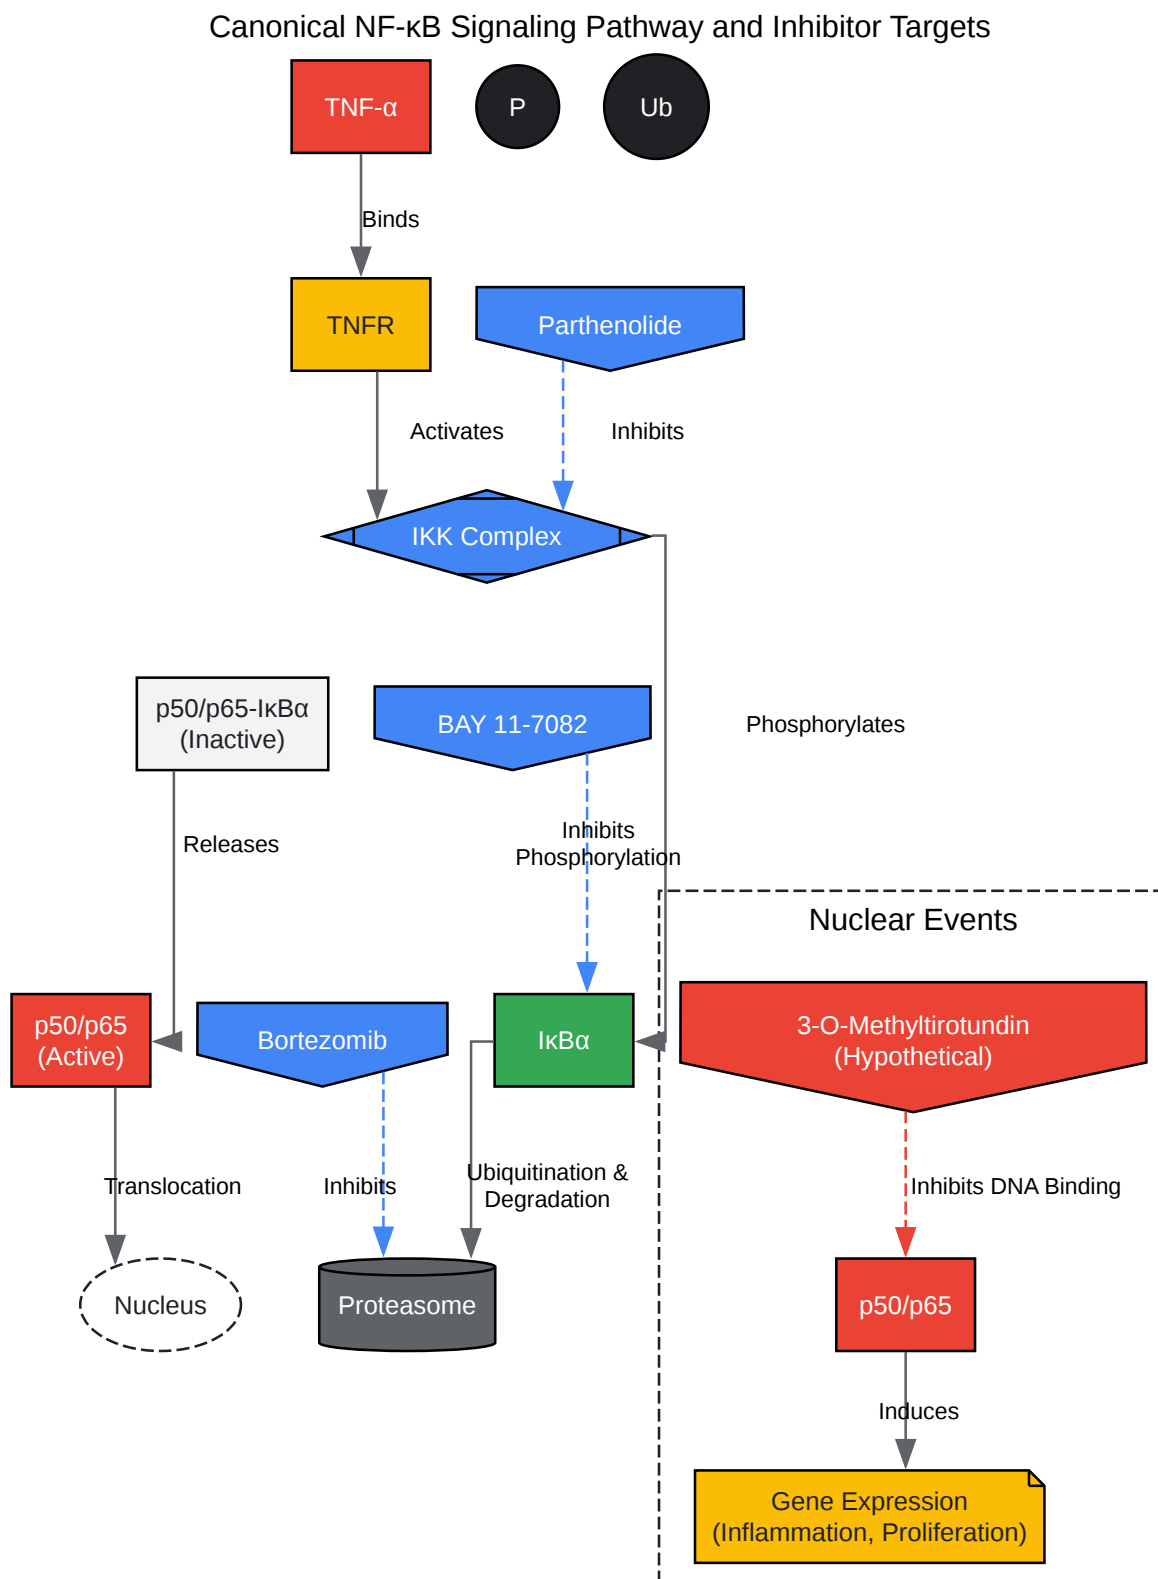 Canonical NF-κB Signaling Pathway and Inhibitor Targets
TNF-α
P
Ub
Binds
TNFR
Parthenolide
Activates
Inhibits
IKK Complex
p50/p65-IκBα
(Inactive)
BAY 11-7082
Phosphorylates
Releases
Inhibits
Phosphorylation
Nuclear Events
p50/p65
(Active)
Bortezomib
IκBα
3-O-Methyltirotundin
(Hypothetical)
Translocation
Inhibits
Ubiquitination &
Degradation
Inhibits DNA Binding
Nucleus
Proteasome
p50/p65
Induces
Gene Expression
(Inflammation, Proliferation)